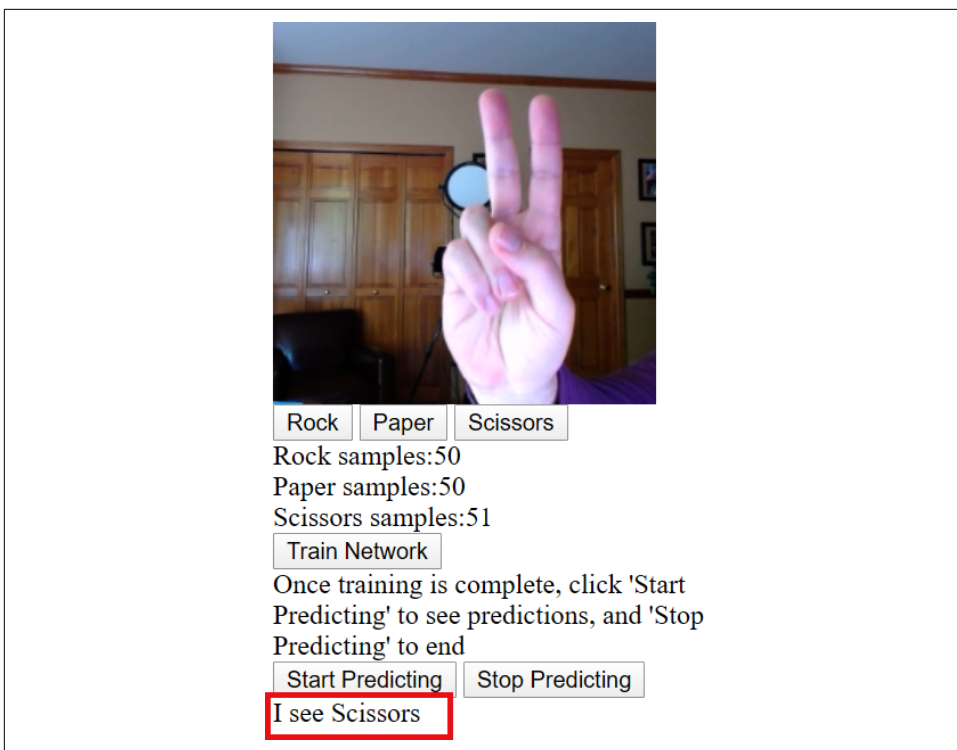 Rock Paper Scissors
Rock samples:50
Paper samples:50
Scissors samples:51
Train Network
Once training is complete, click 'Start
Predicting' to see predictions, and 'Stop
Predicting' to end
Start Predicting Stop Predicting
I see Scissors